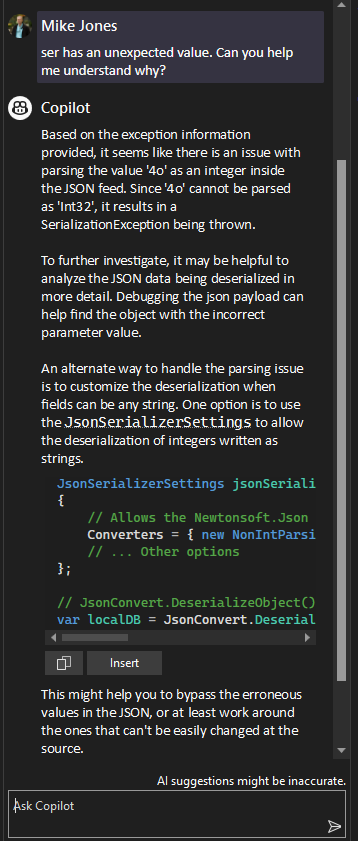 Mike Jones
ser has an unexpected value. Can you help
me understand why?
Copilot
Based on the exception information
provided, it seems like there is an issue with
parsing the value '4o' as an integer inside
the JSON feed. Since '4o' cannot be parsed
as 'Int32', it results in a
SerializationException being thrown.
To further investigate, it may be helpful to
analyze the JSON data being deserialized in
more detail. Debugging the json payload can
help find the object with the incorrect
parameter value.
An alternate way to handle the parsing issue
is to customize the deserialization when
fields can be any string. One option is to use
the JsonSerializerSettings to allow
the deserialization of integers written as
strings.
JsonSerializerSettings jsonSeriali
{
// Allows the Newtonsoft.Json
Converters = { new NonIntParsi
// ... Other options
};
// JsonConvert.DeserializeObject()
var localDB = JsonConvert.Deserial
Insert
This might help you to bypass the erroneous
values in the JSON, or at least work around
the ones that can't be easily changed at the
source.
AI suggestions might be inaccurate.
Ask Copilot